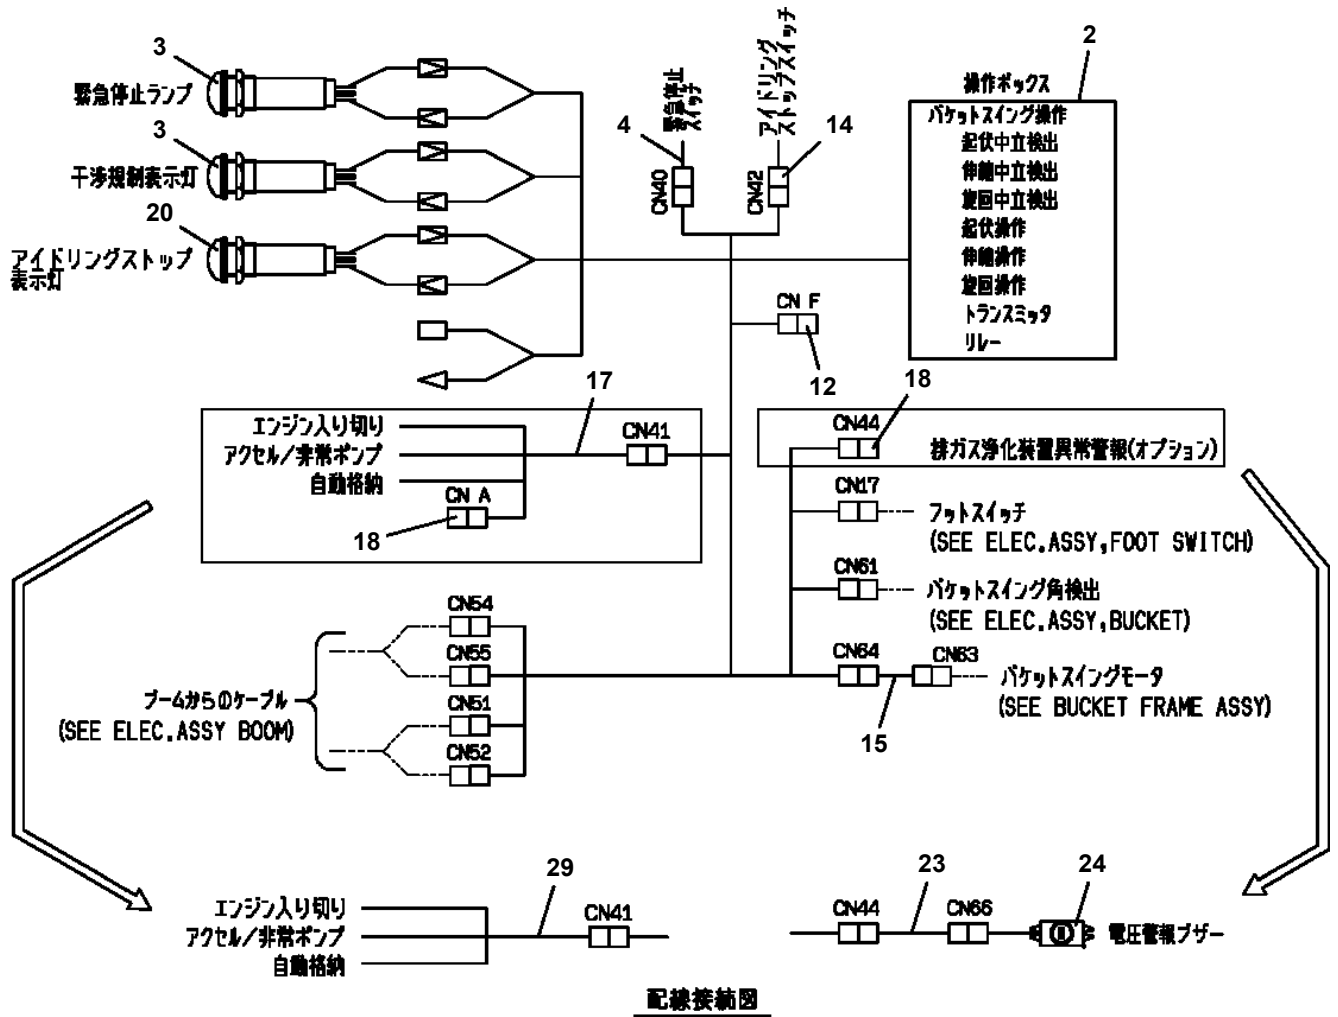 3
緊急停止ランプ
3
干渉規制表示灯
20
アイドリングストップ
表示灯
4
緊急停止
スイッチ
CN40
アイドリング
ストップスイッチ
14
CN42
2
操作ボックス
バケットスイング操作
起伏中立検出
伸縮中立検出
旋回中立検出
起伏操作
伸縮操作
旋回操作
トランスミッタ
リレー
CN F
12
17
エンジン入り切り
アクセル/非常ポンプ
自動格納
CN41
CN A
18
18
CN44
排ガス浄化装置異常警報(オプション)
CN17
フットスイッチ
(SEE ELEC.ASSY,FOOT SWITCH)
CN61
バケットスイング角検出
(SEE ELEC.ASSY,BUCKET)
CN64
CN63
15
バケットスイングモータ
(SEE BUCKET FRAME ASSY)
CN54
CN55
CN51
CN52
ブームからのケーブル
(SEE ELEC.ASSY BOOM)
エンジン入り切り
アクセル/非常ポンプ
自動格納
29
CN41
CN44
23
CN66
24
電圧警報ブザー
配線接続図